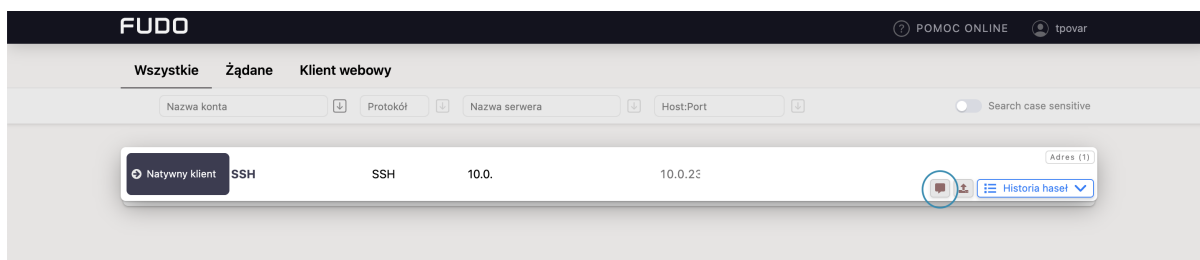 FUDO
POMOC ONLINE tpovar
Wszystkie Żądane Klient webowy
Nazwa konta Protokół Nazwa serwera Host:Port Search case sensitive
Adres (1)
Natywny klient SSH SSH 10.0. 10.0.23
Historia haseł